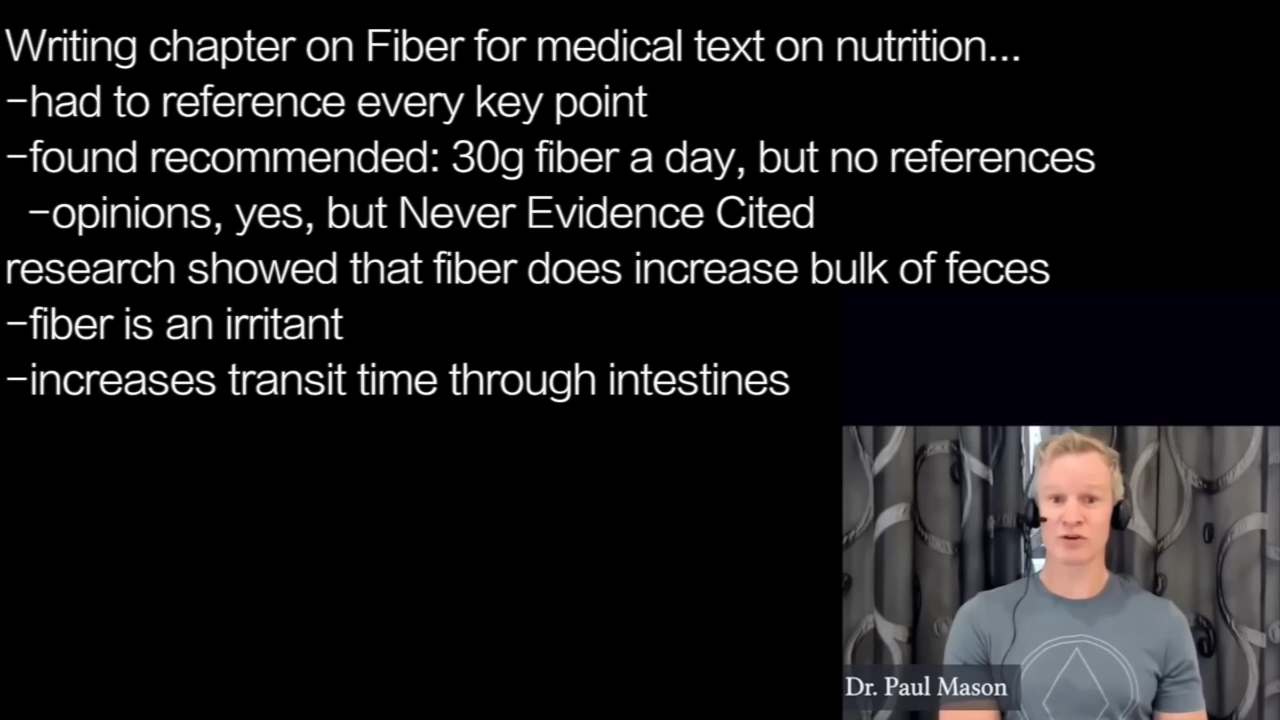 Writing chapter on Fiber for medical text on nutrition...
-had to reference every key point
-found recommended: 30g fiber a day, but no references
-opinions, yes, but Never Evidence Cited
research showed that fiber does increase bulk of feces
-fiber is an irritant
-increases transit time through intestines
Dr. Paul Mason